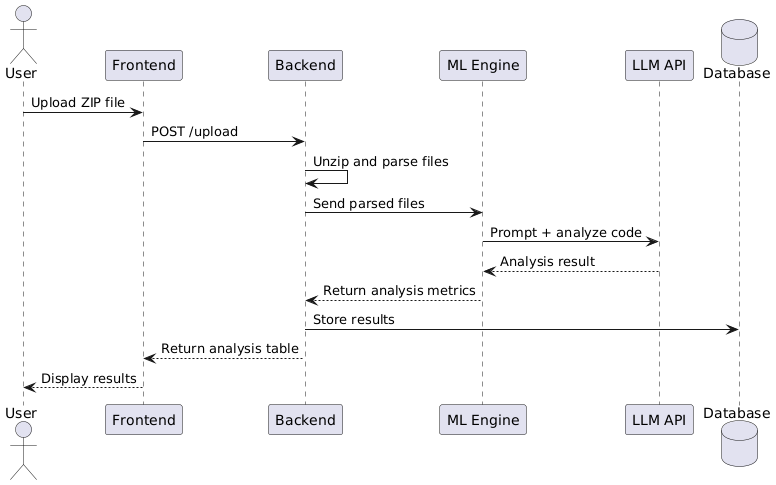 User
Frontend
Backend
ML Engine
LLM API
Database
Upload ZIP file
POST /upload
Unzip and parse files
Send parsed files
Prompt + analyze code
Analysis result
Return analysis metrics
Store results
Return analysis table
Display results
User
Frontend
Backend
ML Engine
LLM API
Database